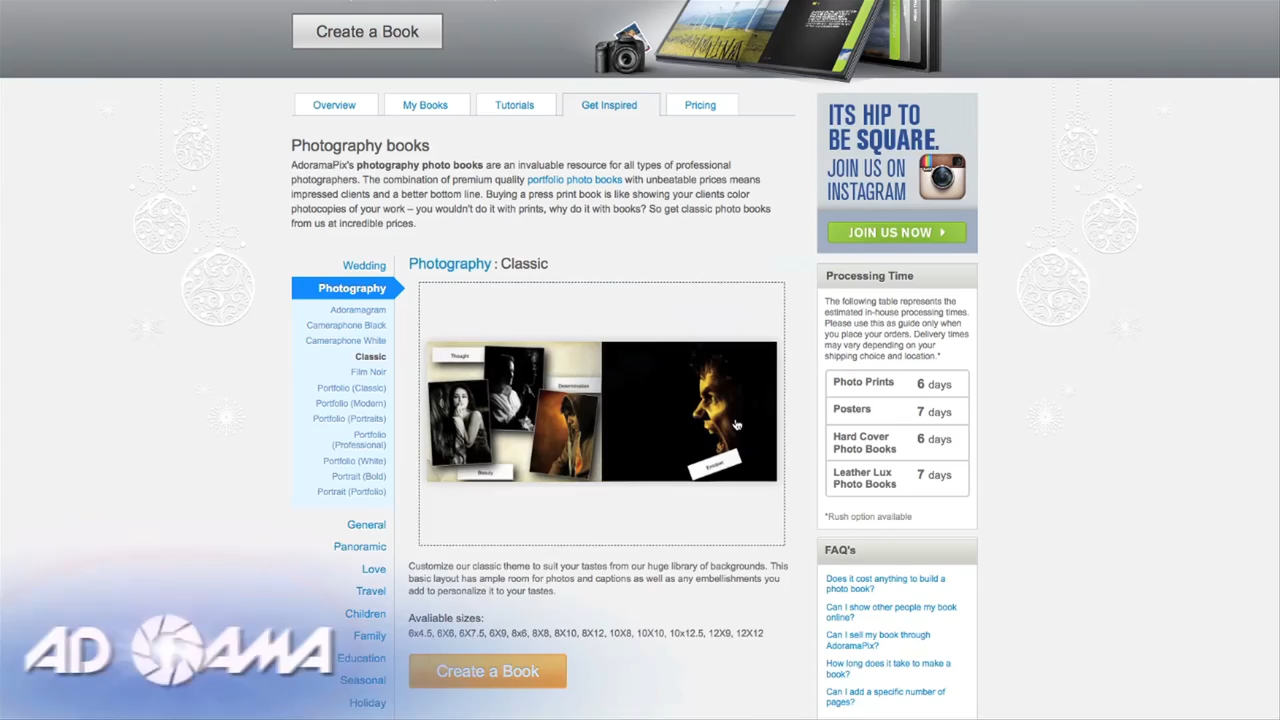 Create a Book
Overview
My Books
Tutorials
Get Inspired
Pricing
Photography books
AdoramaPix's photography photo books are an invaluable resource for all types of professional
photographers. The combination of premium quality portfolio photo books with unbeatable prices means
impressed clients and a better bottom line. Buying a press print book is like showing your clients color
photocopies of your work – you wouldn't do it with prints, why do it with books? So get classic photo books
from us at incredible prices.
Wedding
Photography
Adoramagram
Cameraphone Black
Cameraphone White
Classic
Film Noir
Portfolio (Classic)
Portfolio (Modern)
Portfolio (Portraits)
Portfolio
(Professional)
Portfolio (White)
Portrait (Bold)
Portrait (Portfolio)
General
Panoramic
Love
Travel
Children
Family
Education
Seasonal
Holiday
Photography : Classic
Thought
Determination
Beauty
Emotion
Customize our classic theme to suit your tastes from our huge library of backgrounds. This
basic layout has ample room for photos and captions as well as any embellishments you
add to personalize it to your tastes.
Available sizes:
6x4.5, 6X6, 6X7.5, 6X9, 8x6, 8X8, 8X10, 8X12, 10X8, 10X10, 10x12.5, 12X9, 12X12
Create a Book
ITS HIP TO
BE SQUARE.
JOIN US ON
INSTAGRAM
JOIN US NOW
Processing Time
The following table represents the
estimated in-house processing times.
Please use this as guide only when
you place your orders. Delivery times
may vary depending on your
shipping choice and location.*
Photo Prints 6 days
Posters 7 days
Hard Cover
Photo Books 6 days
Leather Lux
Photo Books 7 days
*Rush option available
FAQ's
Does it cost anything to build a
photo book?
Can I show other people my book
online?
Can I sell my book through
AdoramaPix?
How long does it take to make a
book?
Can I add a specific number of
pages?
ADORAMA